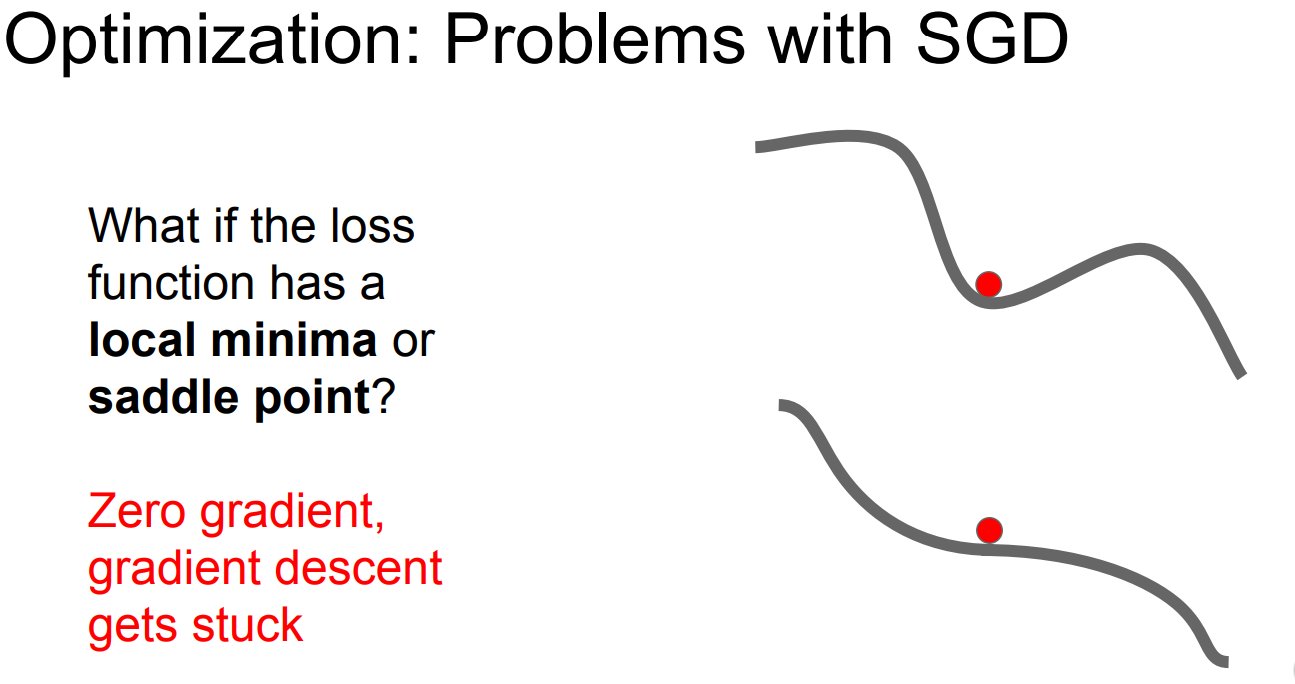 Optimization: Problems with SGD
What if the loss
function has a
local minima or
saddle point?
Zero gradient,
gradient descent
gets stuck